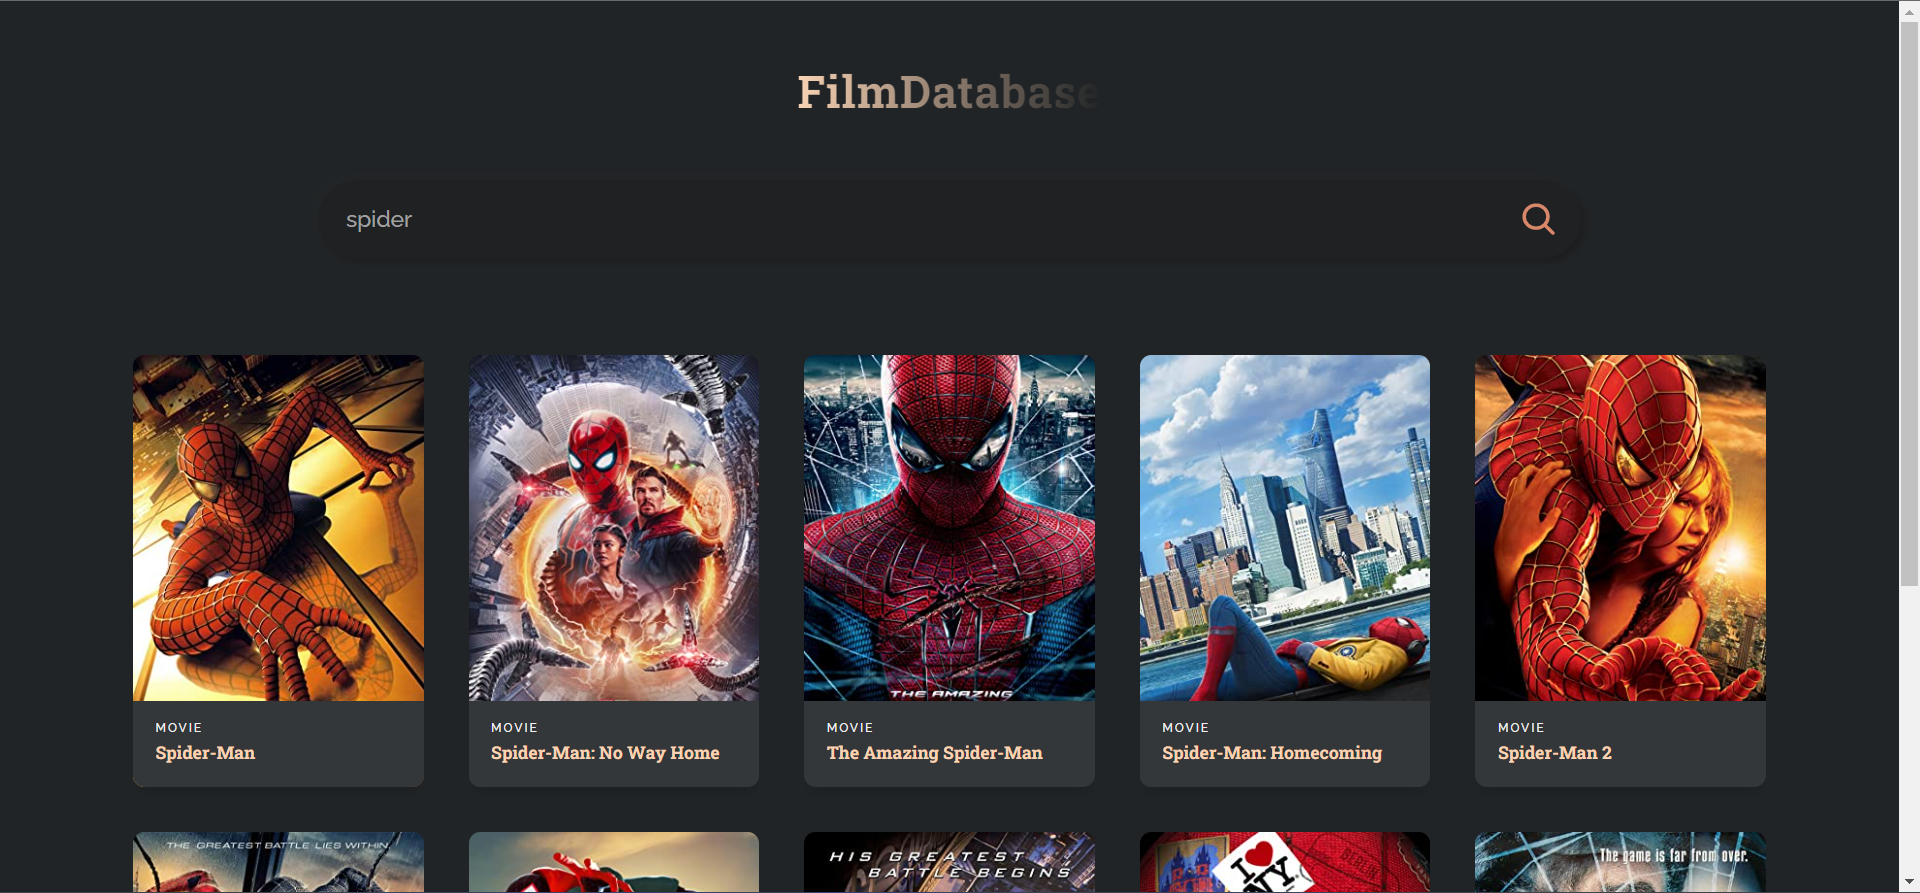 FilmDatabase
spider
THE AMAZING
MOVIE
Spider-Man
MOVIE
Spider-Man: No Way Home
MOVIE
The Amazing Spider-Man
MOVIE
Spider-Man: Homecoming
MOVIE
Spider-Man 2
THE GREATEST BATTLE LIES WITHIN.
HIS GREATEST
BATTLE BEGINS
I
NY
The game is far from over.